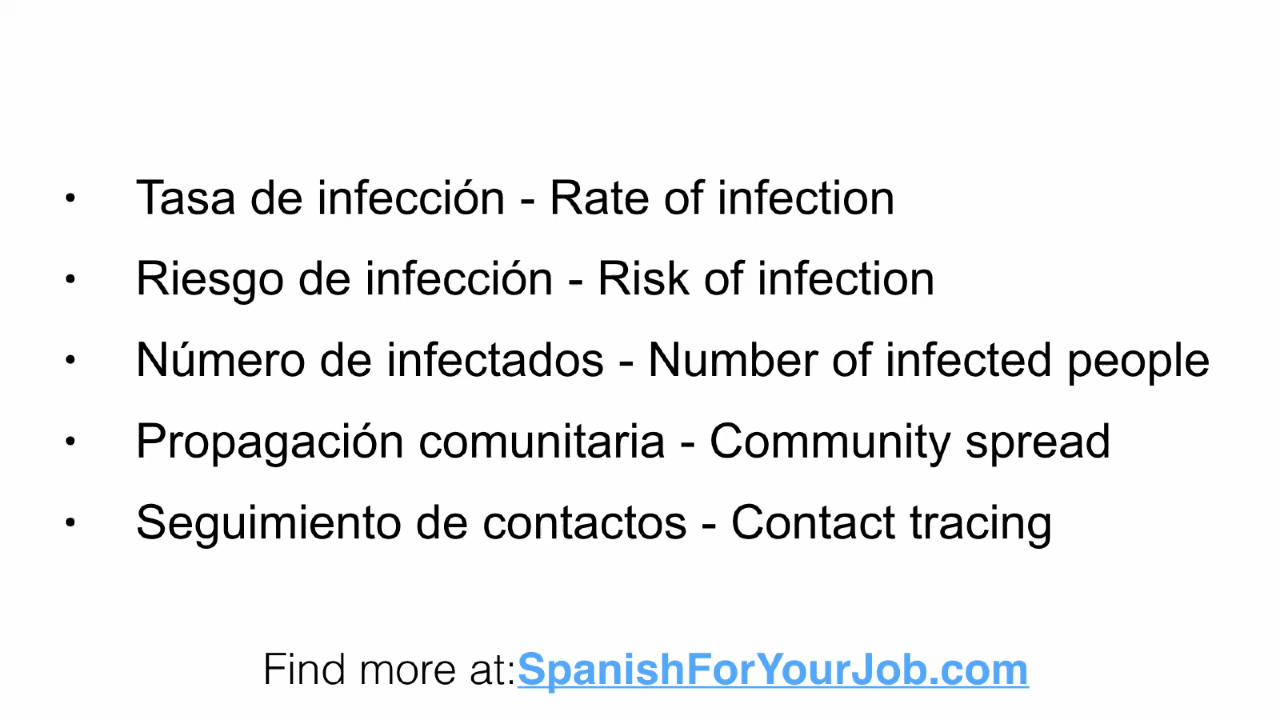 • Tasa de infección - Rate of infection
• Riesgo de infección - Risk of infection
• Número de infectados - Number of infected people
• Propagación comunitaria - Community spread
• Seguimiento de contactos - Contact tracing
Find more at:SpanishForYourJob.com